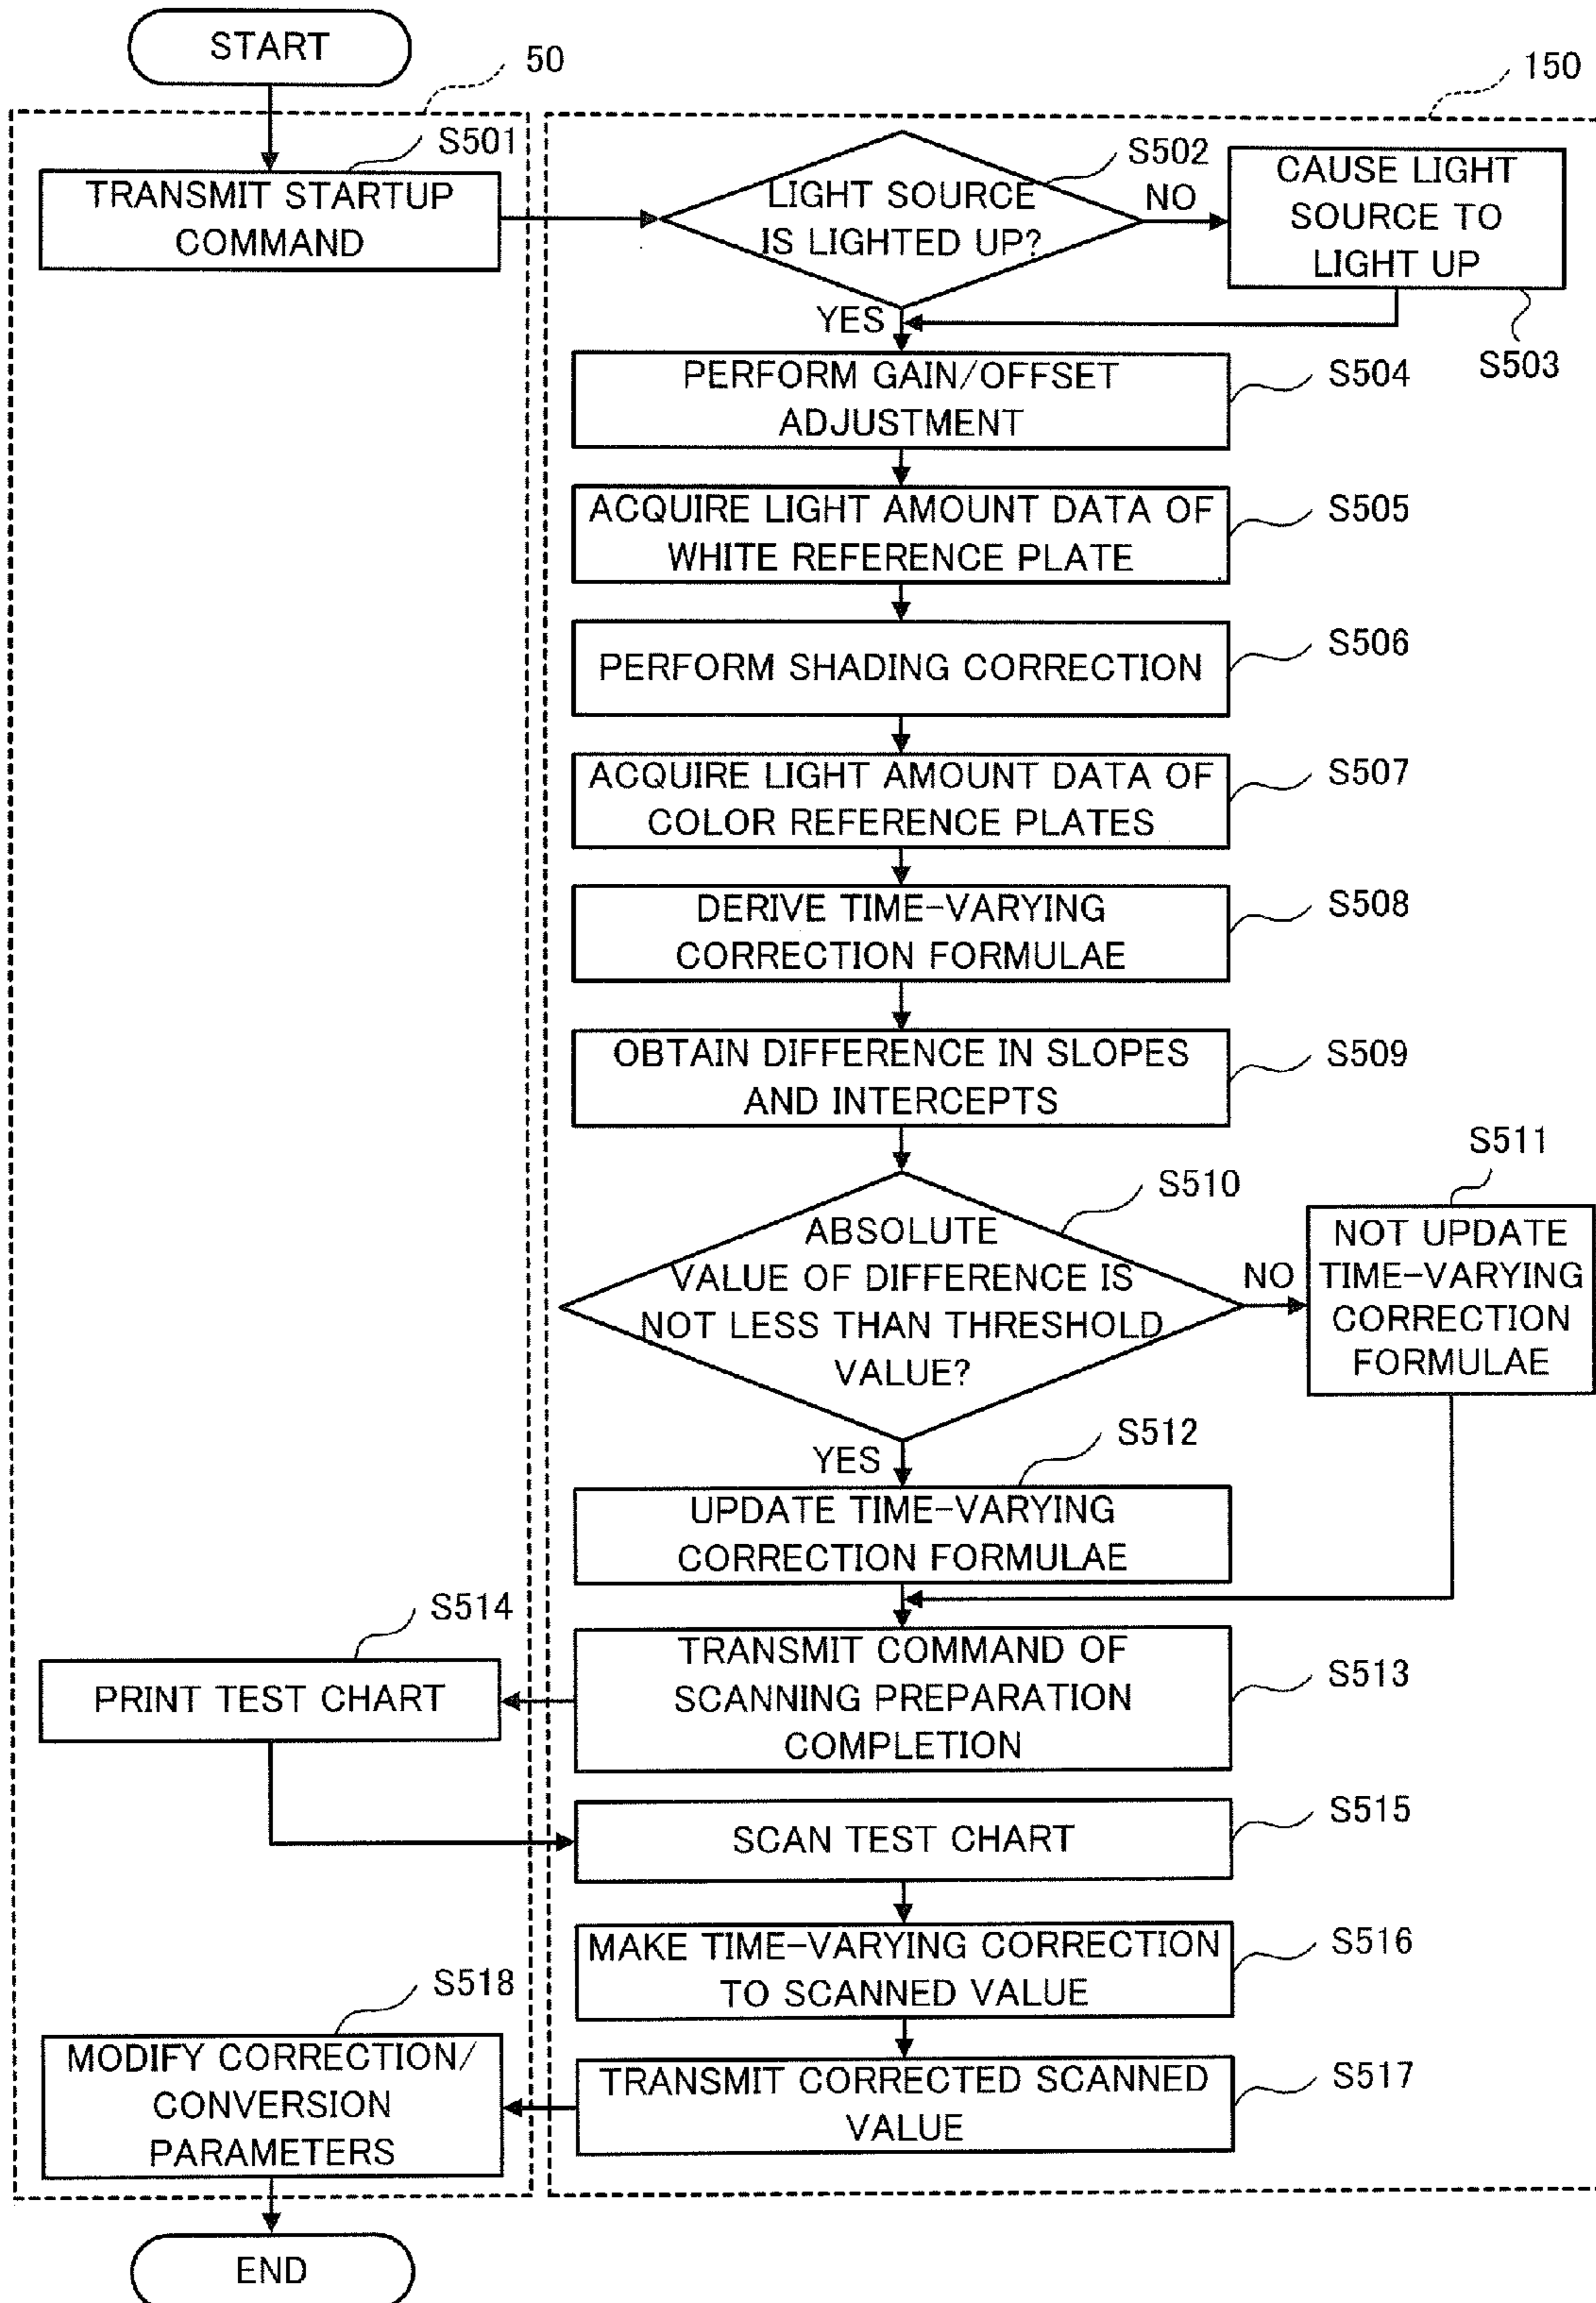 START
50
150
S501
TRANSMIT STARTUP
COMMAND
S502
LIGHT SOURCE
IS LIGHTED UP?
NO
CAUSE LIGHT
SOURCE TO
LIGHT UP
S503
YES
PERFORM GAIN/OFFSET
ADJUSTMENT
S504
ACQUIRE LIGHT AMOUNT DATA OF
WHITE REFERENCE PLATE
S505
PERFORM SHADING CORRECTION
S506
ACQUIRE LIGHT AMOUNT DATA OF
COLOR REFERENCE PLATES
S507
DERIVE TIME-VARYING
CORRECTION FORMULAE
S508
OBTAIN DIFFERENCE IN SLOPES
AND INTERCEPTS
S509
S510
ABSOLUTE
VALUE OF DIFFERENCE IS
NOT LESS THAN THRESHOLD
VALUE?
NO
S511
NOT UPDATE
TIME-VARYING
CORRECTION
FORMULAE
YES
S512
UPDATE TIME-VARYING
CORRECTION FORMULAE
TRANSMIT COMMAND OF
SCANNING PREPARATION
COMPLETION
S513
S514
PRINT TEST CHART
SCAN TEST CHART
S515
MAKE TIME-VARYING CORRECTION
TO SCANNED VALUE
S516
TRANSMIT CORRECTED SCANNED
VALUE
S517
S518
MODIFY CORRECTION/
CONVERSION
PARAMETERS
END